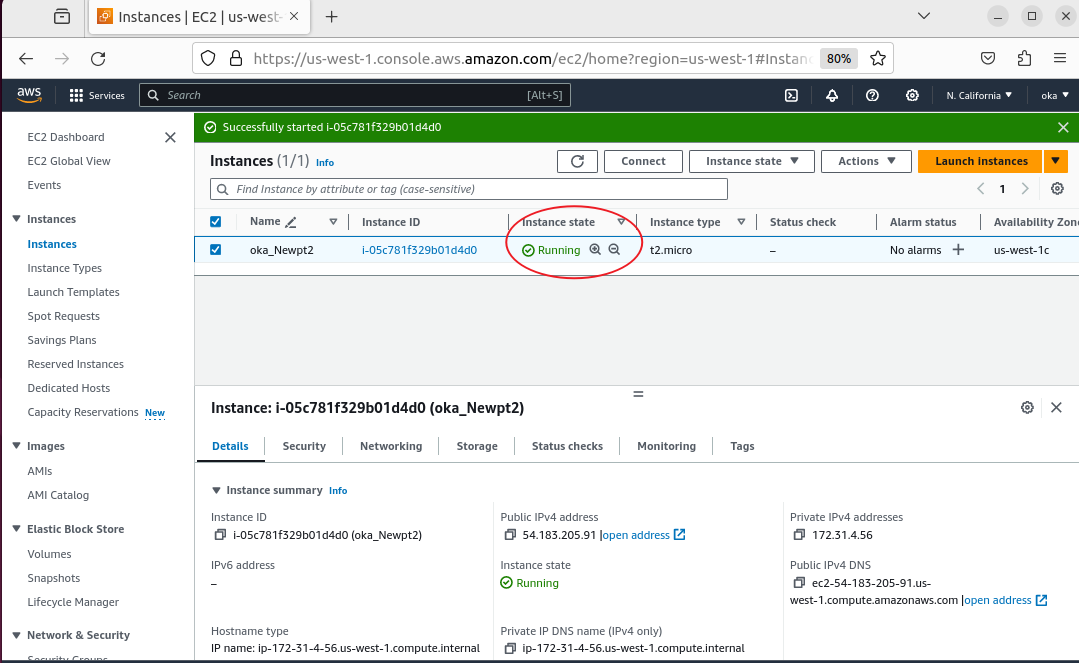 Instances | EC2 | us-west-
https://us-west-1.console.aws.amazon.com/ec2/home?region=us-west-1#Instan
80%
aws
Services
Search
[Alt+S]
N. California
oka
EC2 Dashboard
EC2 Global View
Events
Instances
Instances
Instance Types
Launch Templates
Spot Requests
Savings Plans
Reserved Instances
Dedicated Hosts
Capacity Reservations New
Images
AMIs
AMI Catalog
Elastic Block Store
Volumes
Snapshots
Lifecycle Manager
Network & Security
Security Groups
Successfully started i-05c781f329b01d4d0
Instances (1/1) Info
Connect
Instance state
Actions
Launch instances
Find Instance by attribute or tag (case-sensitive)
1
Name Instance ID Instance state Instance type Status check Alarm status Availability Zone
oka_Newpt2 i-05c781f329b01d4d0 Running t2.micro – No alarms + us-west-1c
Instance: i-05c781f329b01d4d0 (oka_Newpt2)
Details Security Networking Storage Status checks Monitoring Tags
Instance summary Info
Instance ID
i-05c781f329b01d4d0 (oka_Newpt2)
Public IPv4 address
54.183.205.91 |open address
Private IPv4 addresses
172.31.4.56
IPv6 address
–
Instance state
Running
Public IPv4 DNS
ec2-54-183-205-91.us-
west-1.compute.amazonaws.com |open address
Hostname type
IP name: ip-172-31-4-56.us-west-1.compute.internal
Private IP DNS name (IPv4 only)
ip-172-31-4-56.us-west-1.compute.internal